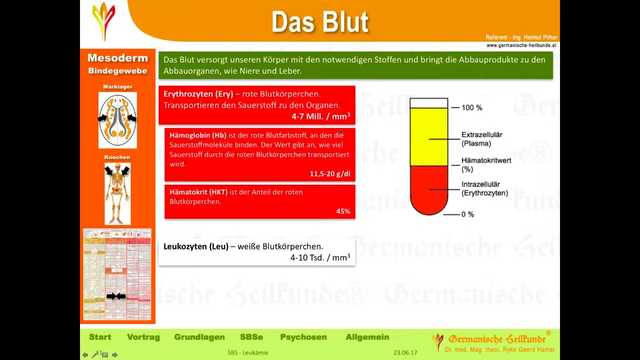 Das Blut
Referent - Ing. Helmut Pilhar
www.germanische-heilkunde.at
Mesoderm
Bindegewebe
Marklager
Knochen
Das Blut versorgt unseren Körper mit den notwendigen Stoffen und bringt die Abbauprodukte zu den
Abbauorganen, wie Niere und Leber.
Erythrozyten (Ery) – rote Blutkörperchen.
Transportieren den Sauerstoff zu den Organen.
4-7 Mill. / mm³
Hämoglobin (Hb) ist der rote Blutfarbstoff, an den die
Sauerstoffmoleküle binden. Der Wert gibt an, wie viel
Sauerstoff durch die roten Blutkörperchen transportiert
wird.
11,5-20 g/dl
Hämatokrit (HKT) ist der Anteil der roten
Blutkörperchen.
45%
Leukozyten (Leu) – weiße Blutkörperchen.
4-10 Tsd. / mm³
100 %
Extrazellulär
(Plasma)
Hämatokritwert
(%)
Intrazellulär
(Erythrozyten)
0 %
Start Vortrag Grundlagen SBSe Psychosen Allgemein
Germanische Heilkunde®
Dr. med. Mag. theol. Ryke Geerd Hamer
SBS - Leukämie
23.06.17